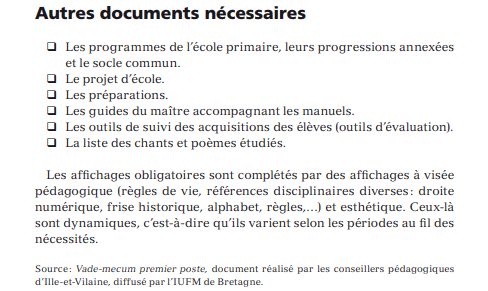 Autres documents nécessaires
❏ Les programmes de l'école primaire, leurs progressions annexées
et le socle commun.
❏ Le projet d'école.
❏ Les préparations.
❏ Les guides du maître accompagnant les manuels.
❏ Les outils de suivi des acquisitions des élèves (outils d'évaluation).
❏ La liste des chants et poèmes étudiés.
Les affichages obligatoires sont complétés par des affichages à visée
pédagogique (règles de vie, références disciplinaires diverses : droite
numérique, frise historique, alphabet, règles,...) et esthétique. Ceux-là
sont dynamiques, c'est-à-dire qu'ils varient selon les périodes au fil des
nécessités.
Source : Vade-mecum premier poste, document réalisé par les conseillers pédagogiques
d'Ille-et-Vilaine, diffusé par l'IUFM de Bretagne.